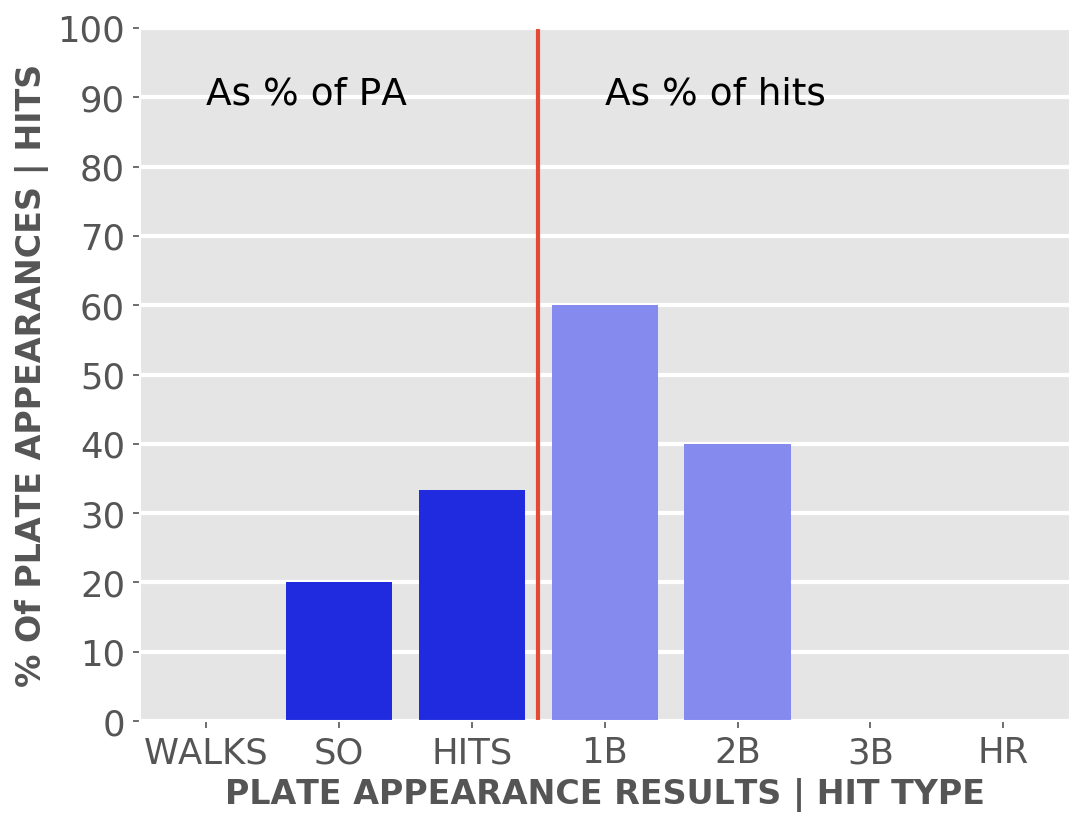 100
90
80
70
60
50
40
30
20
10
0
% Of PLATE APPEARANCES | HITS
As % of PA
As % of hits
WALKS SO HITS 1B 2B 3B HR
PLATE APPEARANCE RESULTS | HIT TYPE